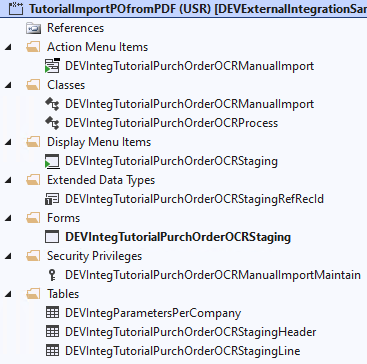 TutorialImportPOfromPDF (USR) [DEVExternalIntegrationSar
References
Action Menu Items
DEVIntegTutorialPurchOrderOCRManualImport
Classes
DEVIntegTutorialPurchOrderOCRManualImport
DEVIntegTutorialPurchOrderOCRProcess
Display Menu Items
DEVIntegTutorialPurchOrderOCRStaging
Extended Data Types
DEVIntegTutorialPurchOrderOCRStagingRefRecId
Forms
DEVIntegTutorialPurchOrderOCRStaging
Security Privileges
DEVIntegTutorialPurchOrderOCRManualImportMaintain
Tables
DEVIntegParametersPerCompany
DEVIntegTutorialPurchOrderOCRStagingHeader
DEVIntegTutorialPurchOrderOCRStagingLine